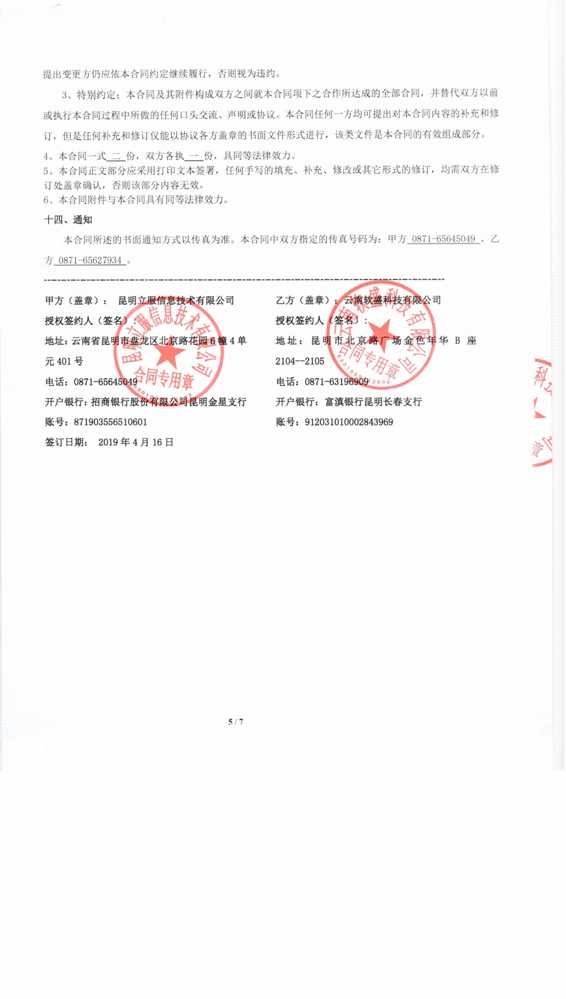 提出变更方仍应依本合同约定继续履行，否则视为违约。
3、特别约定：本合同及其附件构成双方之间就本合同项下之合作所达成的全部合同，并替代双方以前
或执行本合同过程中所做的任何口头交流、声明或协议。本合同任何一方均可提出对本合同内容的补充和修
订，但是任何补充和修订仅能以协议各方盖章的书面文件形式进行，该类文件是本合同的有效组成部分。
4、本合同一式 二 份，双方各执 一 份，具同等法律效力。
5、本合同正文部分应采用打印文本签署，任何手写的填充、补充、修改或其它形式的修订，均需双方在修
订处盖章确认，否则该部分内容无效。
6、本合同附件与本合同具有同等法律效力。
十四、通知
本合同所述的书面通知方式以传真为准。本合同中双方指定的传真号码为：甲方 0871-65645049 ，乙
方 0871-65627934 。
甲方（盖章）： 昆明立服信息技术有限公司
授权签约人（签名）:
地址：云南省昆明市盘龙区北京路花园 6 幢 4 单
元 401 号
电话：0871-65645049
开户银行：招商银行股份有限公司昆明金星支行
账号：871903556510601
签订日期： 2019 年 4 月 16 日
乙方（盖章）：云南软盛科技有限公司
授权签约人（签名）:
地址：昆明市北京路广场金色年华 B 座
2104--2105
电话：0871-63196909
开户银行：富滇银行昆明长春支行
账号：912031010002843969
昆明立服信息技术有限公司
合同专用章
云南软盛科技有限公司
合同专用章
科
章
5 / 7